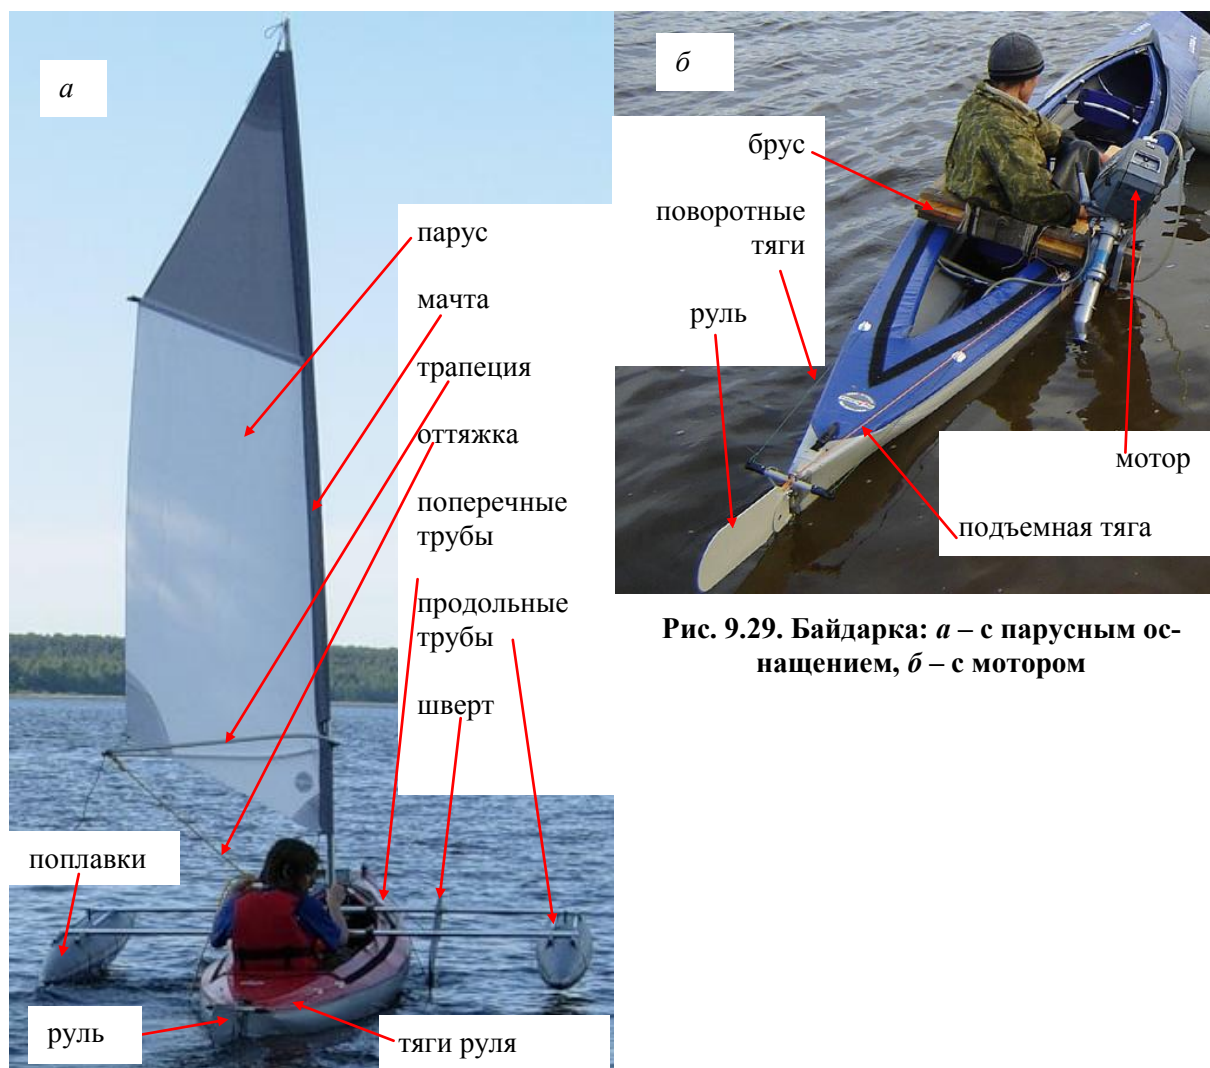 а
парус
мачта
трапеция
оттяжка
поперечные
трубы
продольные
трубы
шверт
поплавки
руль
тяги руля
б
брус
поворотные
тяги
руль
мотор
подъемная тяга
Рис. 9.29. Байдарка: а – с парусным ос-
нащением, б – с мотором